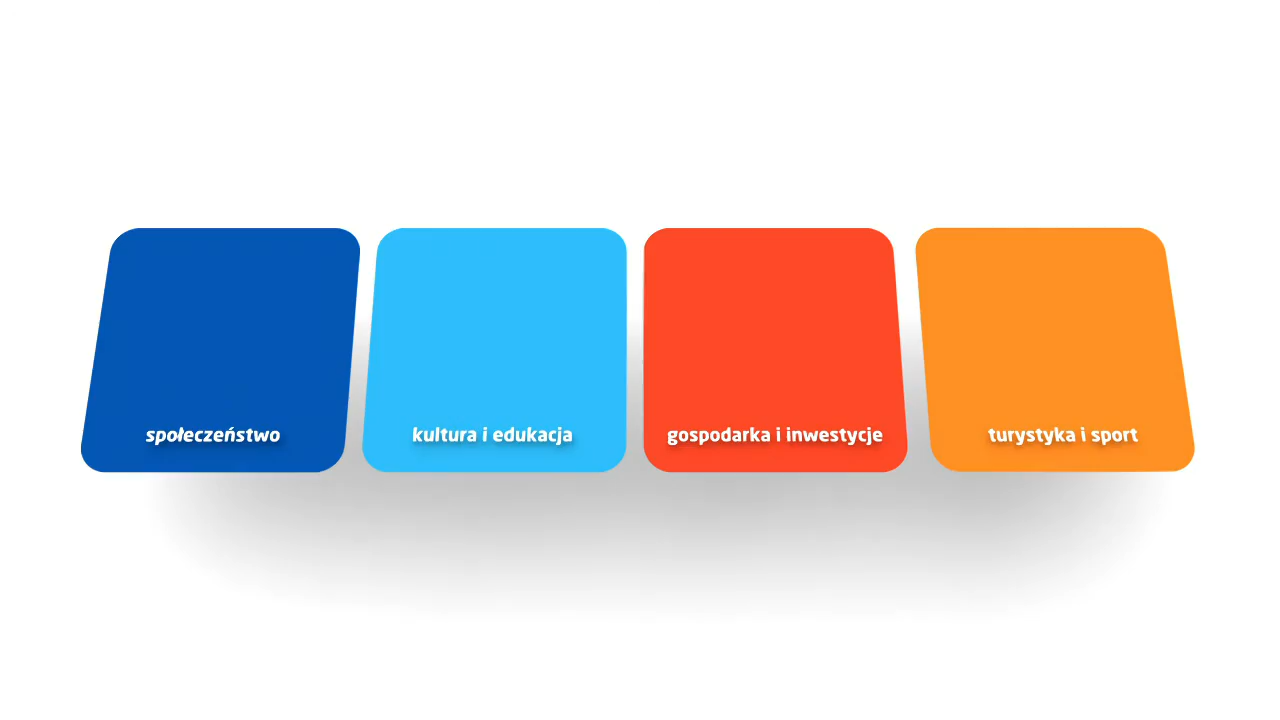 społeczeństwo
kultura i edukacja
gospodarka i inwestycje
turystyka i sport